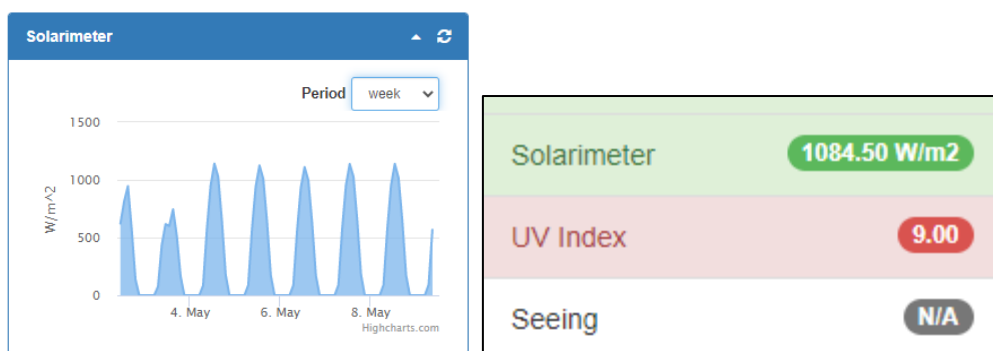 Solarimeter
Period week
1500
1000
500
0
W/m^2
4. May 6. May 8. May
Highcharts.com
Solarimeter 1084.50 W/m2
UV Index 9.00
Seeing N/A